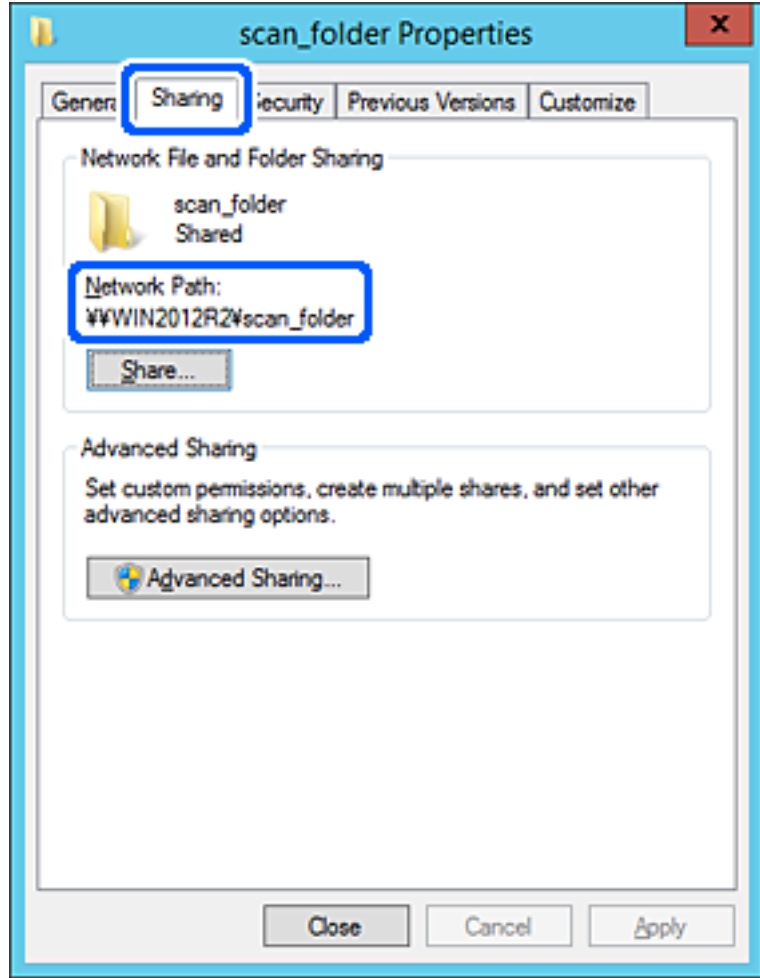 scan_folder Properties
x
General Sharing Security Previous Versions Customize
Network File and Folder Sharing
scan_folder
Shared
Network Path:
¥¥WIN2012R2¥scan_folder
Share...
Advanced Sharing
Set custom permissions, create multiple shares, and set other
advanced sharing options.
Advanced Sharing...
Close Cancel Apply